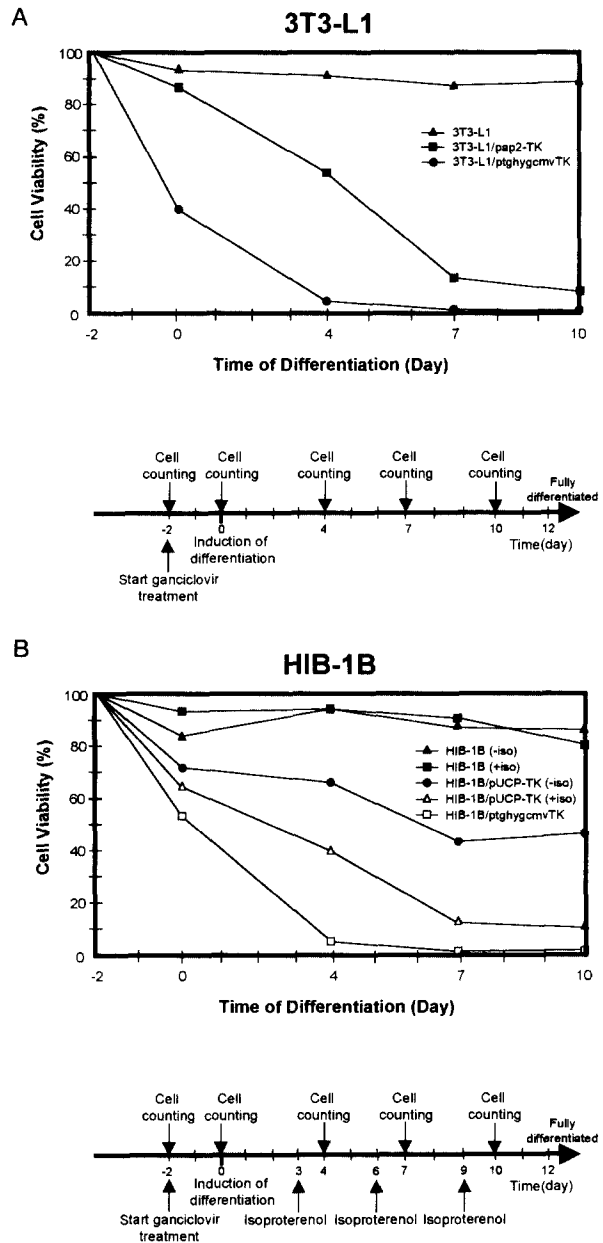 A
3T3-L1
100
80
60
40
20
0
Cell Viability (%)
3T3-L1
3T3-L1/pap2-TK
3T3-L1/ptghygcmvTK
-2 0 4 7 10
Time of Differentiation (Day)
Cell counting Cell counting Cell counting Cell counting Cell counting
Fully differentiated
-2 0 4 7 10 12
Induction of differentiation
Time(day)
Start ganciclovir treatment
B
HIB-1B
100
80
60
40
20
0
Cell Viability (%)
HIB-1B (-iso)
HIB-1B (+iso)
HIB-1B/pUCP-TK (-iso)
HIB-1B/pUCP-TK (+iso)
HIB-1B/ptghygcmvTK
-2 0 4 7 10
Time of Differentiation (Day)
Cell counting Cell counting Cell counting Cell counting Cell counting
Fully differentiated
-2 0 3 4 6 7 9 10 12
Induction of differentiation
Time(day)
Start ganciclovir treatment
Isoproterenol Isoproterenol Isoproterenol